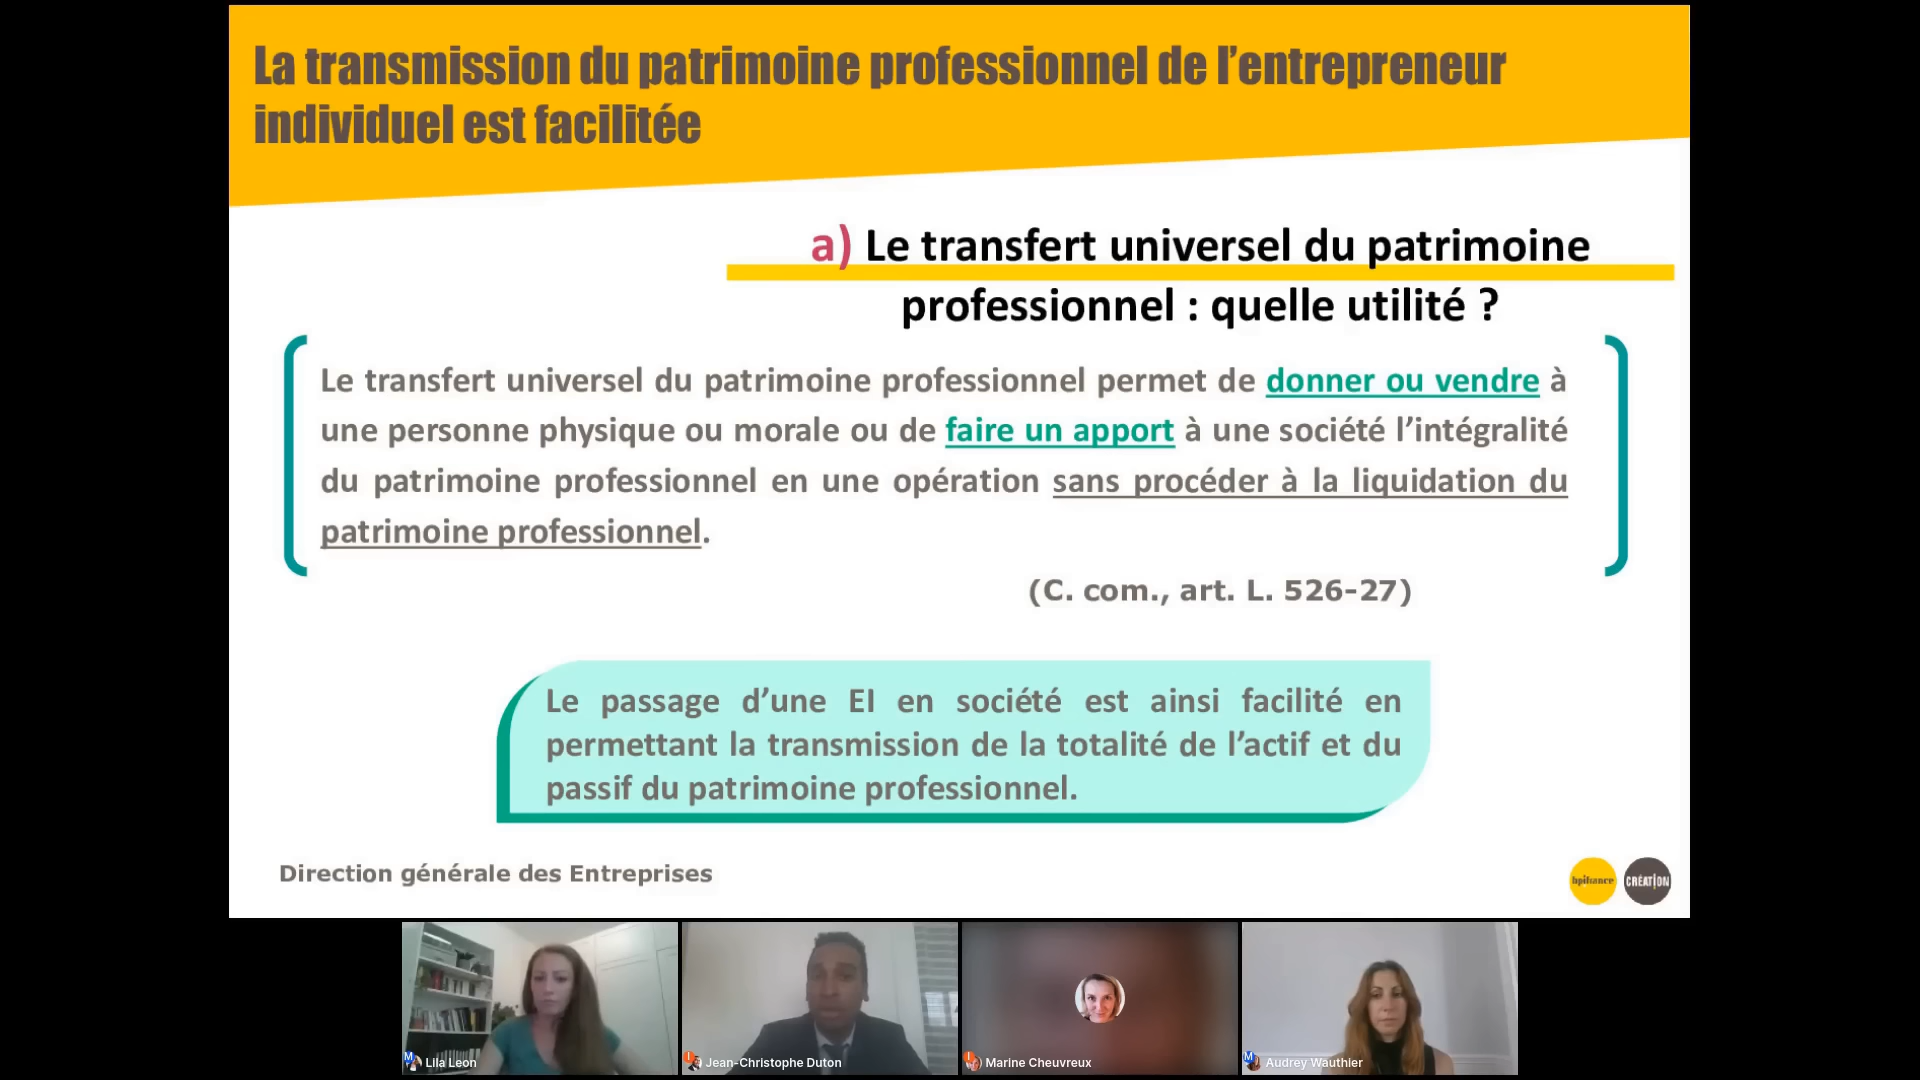 La transmission du patrimoine professionnel de l’entrepreneur
individuel est facilitée
a) Le transfert universel du patrimoine
professionnel : quelle utilité ?
Le transfert universel du patrimoine professionnel permet de donner ou vendre à
une personne physique ou morale ou de faire un apport à une société l’intégralité
du patrimoine professionnel en une opération sans procéder à la liquidation du
patrimoine professionnel.
(C. com., art. L. 526-27)
Le passage d’une EI en société est ainsi facilité en
permettant la transmission de la totalité de l’actif et du
passif du patrimoine professionnel.
Direction générale des Entreprises
bpifrance
CRÉATION
M
Lila Leon
I
Jean-Christophe Duton
I
Marine Cheuvreux
M
Audrey Wauthier